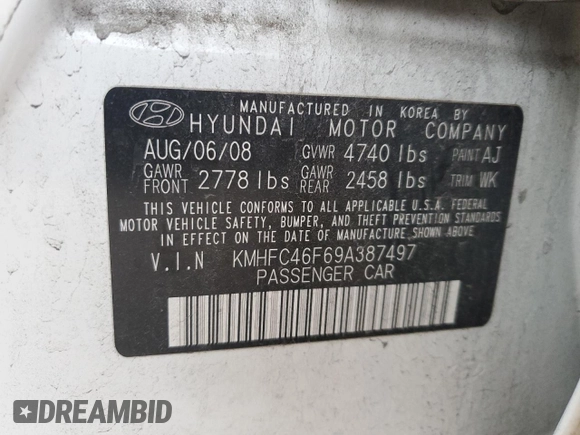 MANUFACTURED IN KOREA BY
HYUNDAI MOTOR COMPANY
AUG/06/08 GVWR 4740 lbs PAINT AJ
GAWR FRONT 2778 lbs GAWR REAR 2458 lbs TRIM WK
THIS VEHICLE CONFORMS TO ALL APPLICABLE U.S.A. FEDERAL
MOTOR VEHICLE SAFETY, BUMPER, AND THEFT PREVENTION STANDARDS
IN EFFECT ON THE DATE OF MANUFACTURE SHOWN ABOVE.
V.I.N KMHFC46F69A387497
PASSENGER CAR
DREAMBID